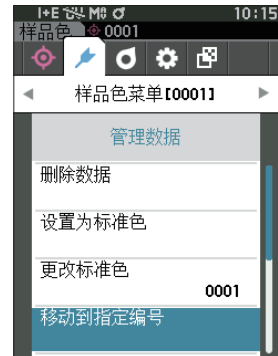 I+E 10:15
样品色 0001
样品色菜单[0001]
管理数据
删除数据
设置为标准色
更改标准色
0001
移动到指定编号